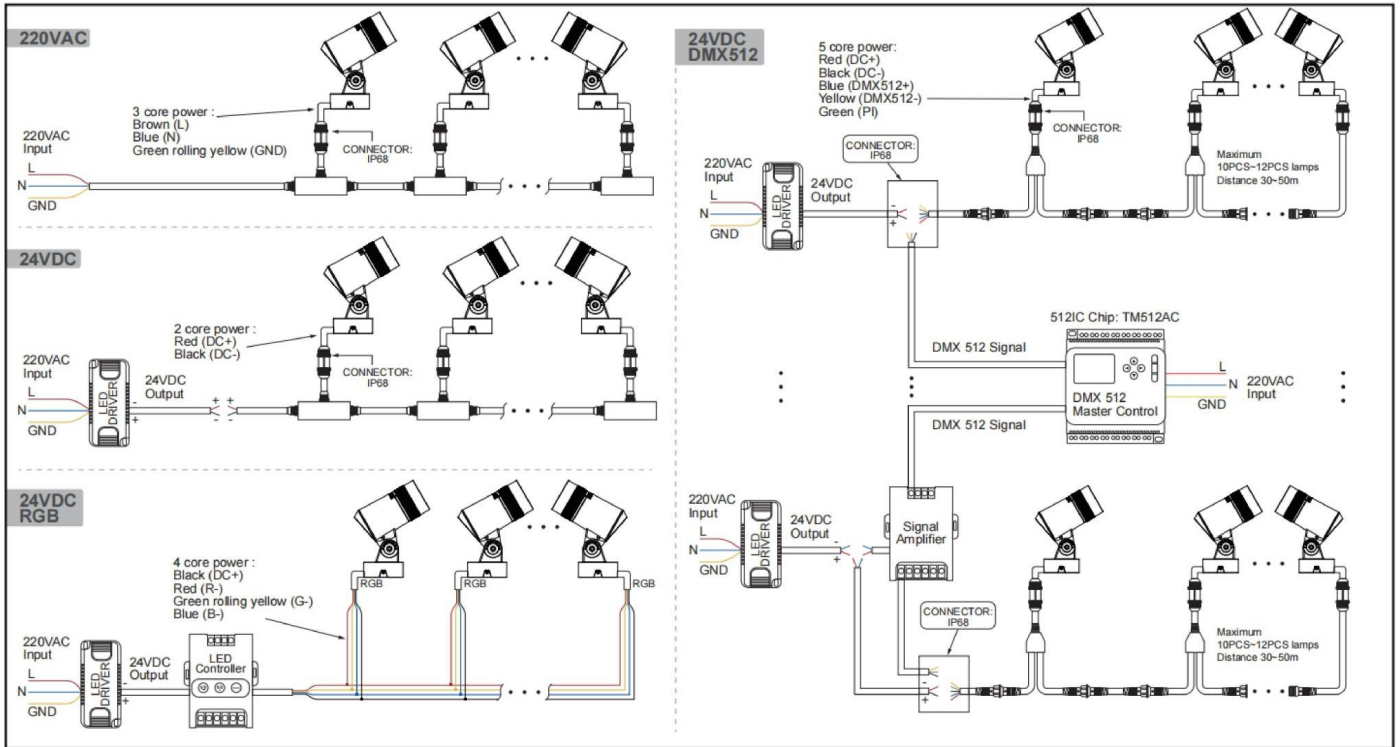 220VAC
3 core power :
Brown (L)
Blue (N)
Green rolling yellow (GND)
CONNECTOR:
IP68
220VAC
Input
L
N
GND
24VDC
2 core power :
Red (DC+)
Black (DC-)
CONNECTOR:
IP68
220VAC
Input
L
N
GND
LED
DRIVER
24VDC
Output
-
+
+ +
- -
24VDC
RGB
4 core power :
Black (DC+)
Red (R-)
Green rolling yellow (G-)
Blue (B-)
RGB
RGB
RGB
220VAC
Input
L
N
GND
LED
DRIVER
24VDC
Output
-
+
LED
Controller
24VDC
DMX512
5 core power:
Red (DC+)
Black (DC-)
Blue (DMX512+)
Yellow (DMX512-)
Green (PI)
CONNECTOR:
IP68
CONNECTOR:
IP68
Maximum
10PCS~12PCS lamps
Distance 30~50m
220VAC
Input
L
N
GND
LED
DRIVER
24VDC
Output
-
+
512IC Chip: TM512AC
DMX 512 Signal
DMX 512
Master Control
L
N
GND
220VAC
Input
DMX 512 Signal
220VAC
Input
L
N
GND
LED
DRIVER
24VDC
Output
-
+
Signal
Amplifier
CONNECTOR:
IP68
-
+
Maximum
10PCS~12PCS lamps
Distance 30~50m